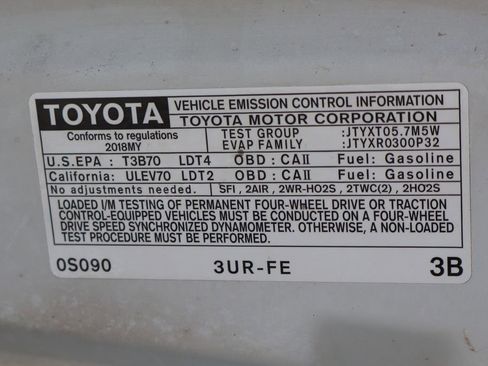 TOYOTA
VEHICLE EMISSION CONTROL INFORMATION
TOYOTA MOTOR CORPORATION
Conforms to regulations
2018MY
TEST GROUP :JTYXT05.7M5W
EVAP FAMILY :JTYXR0300P32
U.S.EPA : T3B70 LDT4 OBD : CAII Fuel: Gasoline
California: ULEV70 LDT2 OBD : CAII Fuel: Gasoline
No adjustments needed. SFI , 2AIR , 2WR-HO2S , 2TWC(2) , 2HO2S
LOADED I/M TESTING OF PERMANENT FOUR-WHEEL DRIVE OR TRACTION
CONTROL-EQUIPPED VEHICLES MUST BE CONDUCTED ON A FOUR-WHEEL
DRIVE SPEED SYNCHRONIZED DYNAMOMETER. OTHERWISE, A NON-LOADED
TEST PROCEDURE MUST BE PERFORMED.
0S090 3UR-FE 3B